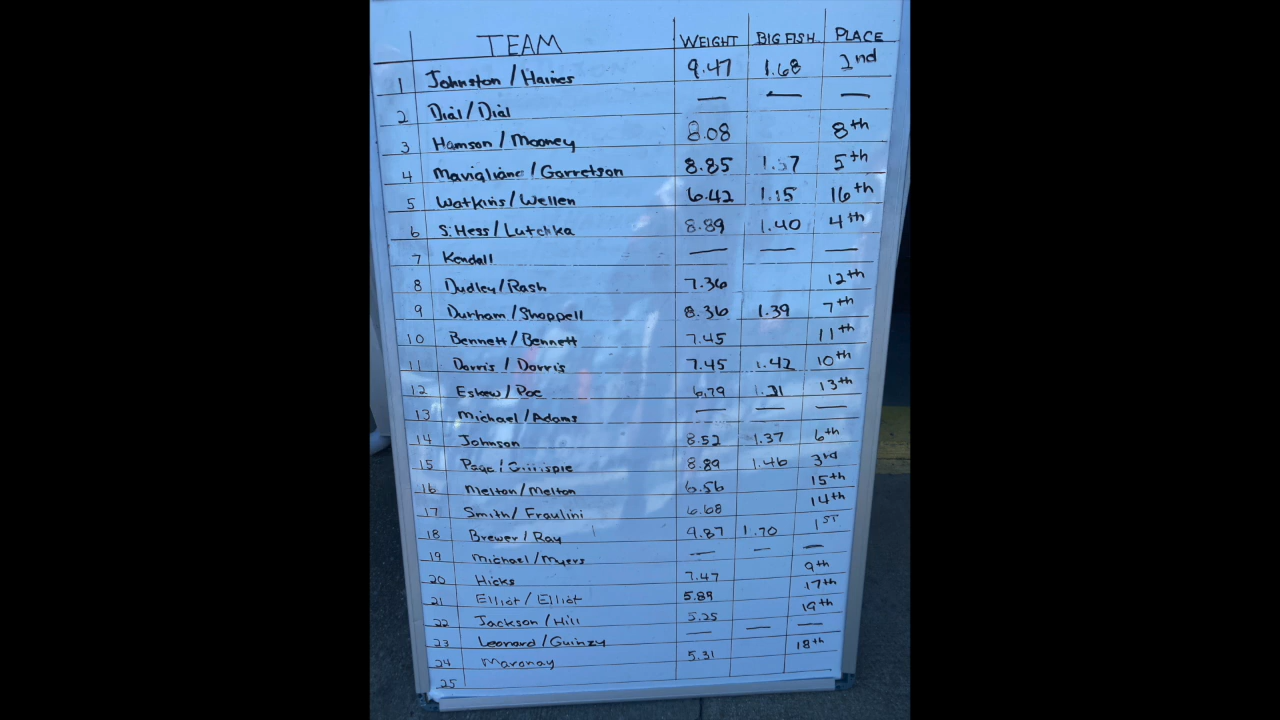 TEAM WEIGHT BIG FISH PLACE
1 Johnston / Haines 9.47 1.68 2nd
2 Dial / Dial — — —
3 Hamson / Mooney 8.08 8th
4 Mavigliano / Garretson 8.85 1.37 5th
5 Watkins / Wellen 6.42 1.15 16th
6 S. Hess / Lutchka 8.89 1.40 4th
7 Kendall — — —
8 Dudley / Rash 7.36 12th
9 Durham / Shappell 8.36 1.39 7th
10 Bennett / Bennett 7.45 11th
11 Dorris / Dorris 7.45 1.42 10th
12 Eskew / Poe 6.79 13th
13 Michael / Adams — — —
14 Johnson 8.52 1.37 6th
15 Page / 8.89 1.46 3rd
16 Melton / Melton 6.56 15th
17 Smith / Fraulini 6.68 14th
18 Brewer / Ray 9.87 1.70 1ST
19 Michael / Myers — — —
20 Hicks 7.47 9th
21 Elliot / Elliot 5.89 17th
22 Jackson / Hill 5.25 19th
23 Leonard / Guinzy — — —
24 Maronay 5.31 18th
25